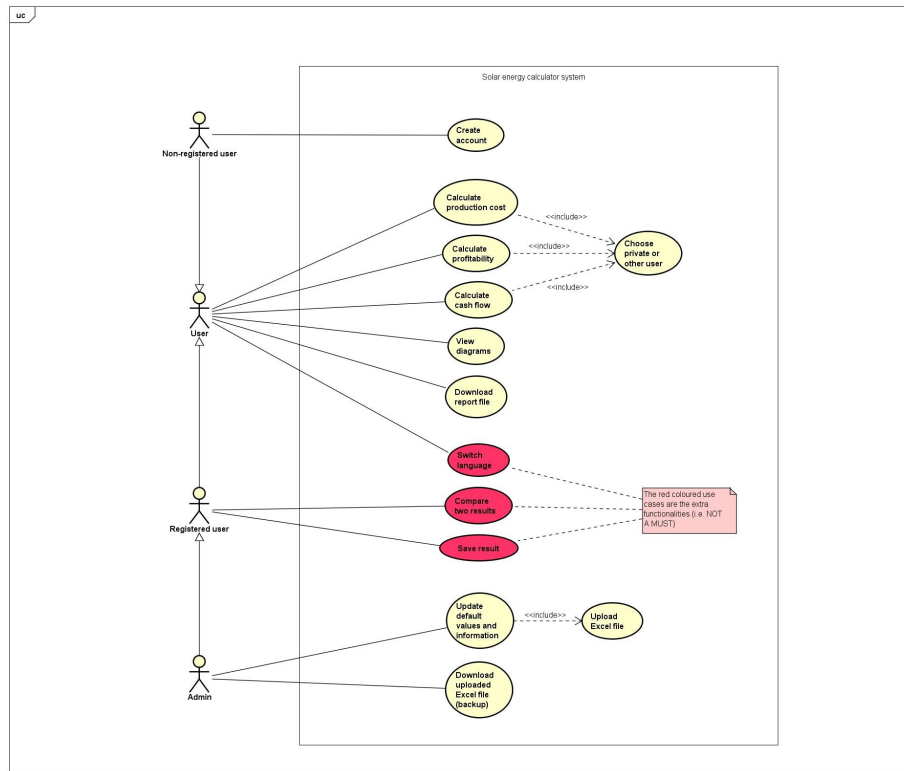 uc
Solar energy calculator system
Non-registered user
Create
account
Calculate
production cost
<<include>>
Calculate
profitability
<<include>>
Choose
private or
other user
Calculate
cash flow
<<include>>
User
View
diagrams
Download
report file
Switch
language
Registered user
Compare
two results
The red coloured use
cases are the extra
functionalities (i.e. NOT
A MUST)
Save result
Update
default
values and
information
<<include>>
Upload
Excel file
Admin
Download
uploaded
Excel file
(backup)